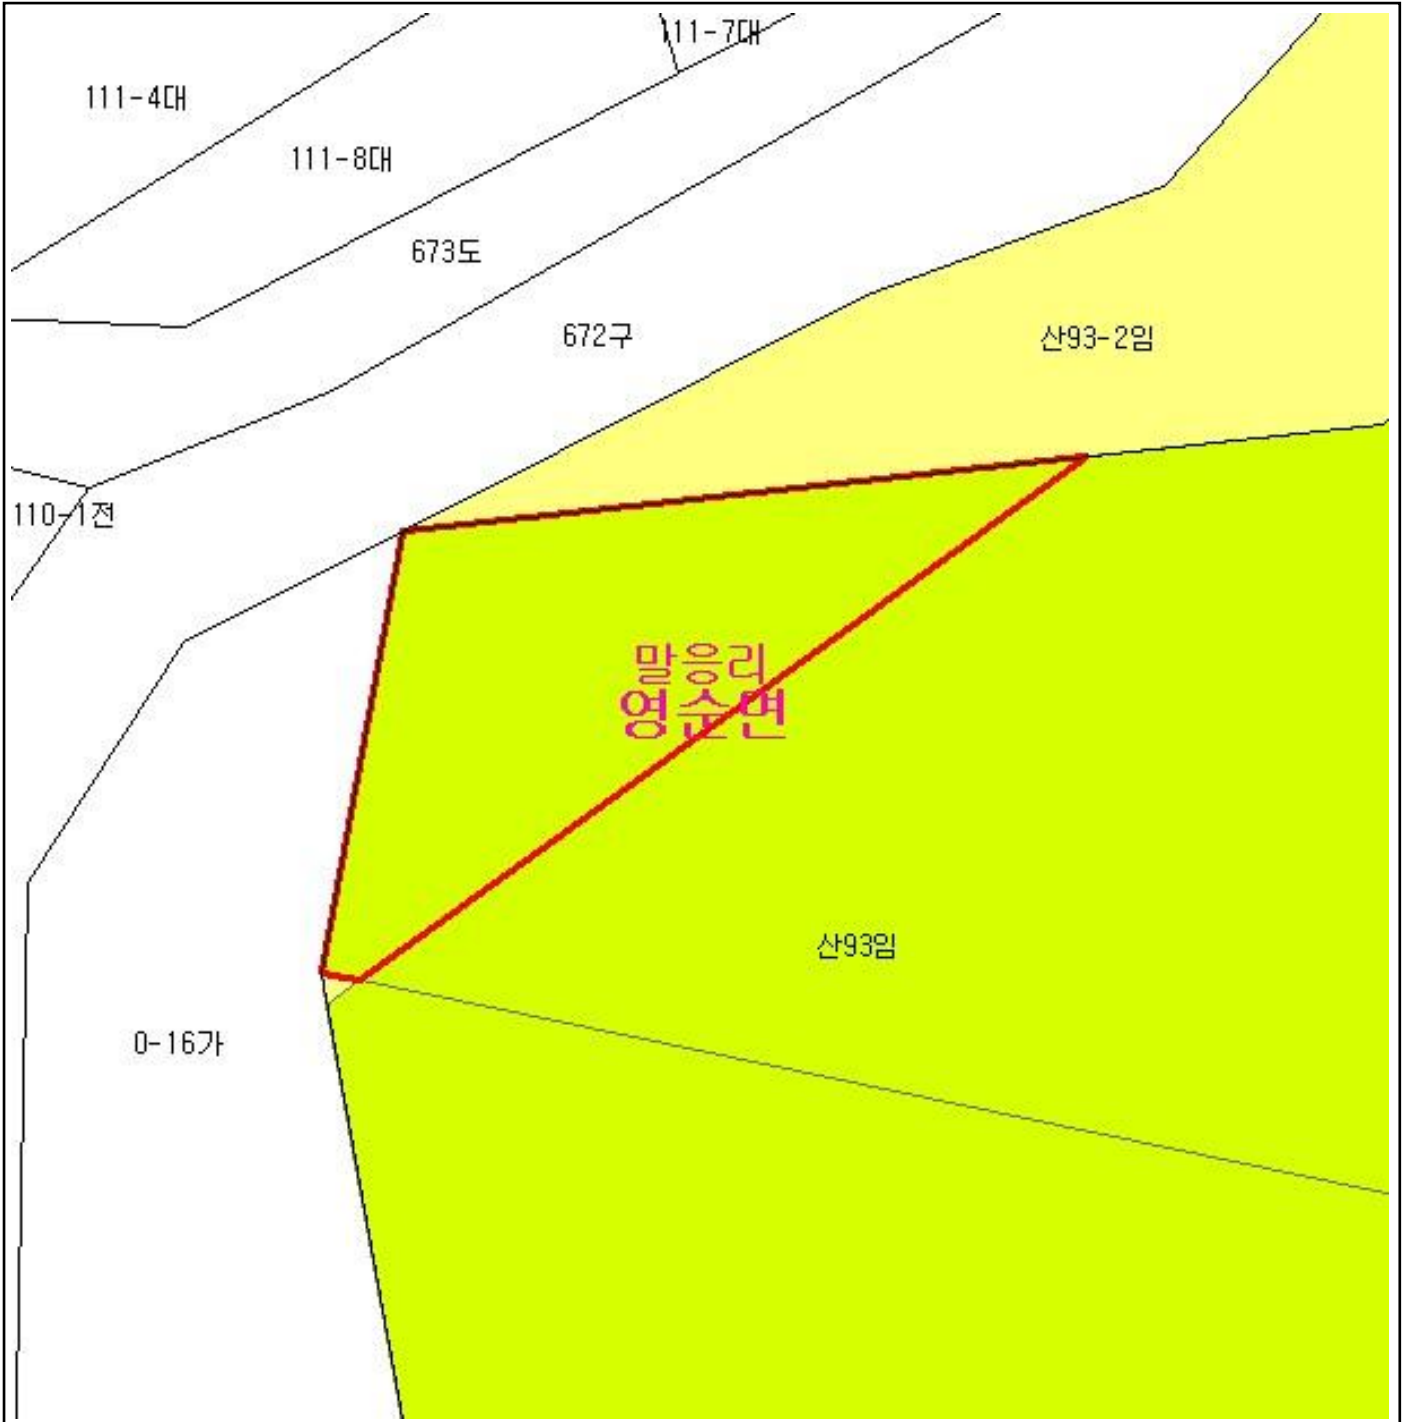 111-7대
111-4대
111-8대
673도
672구
산93-2임
110-1전
말응리
영순면
산93임
0-16가